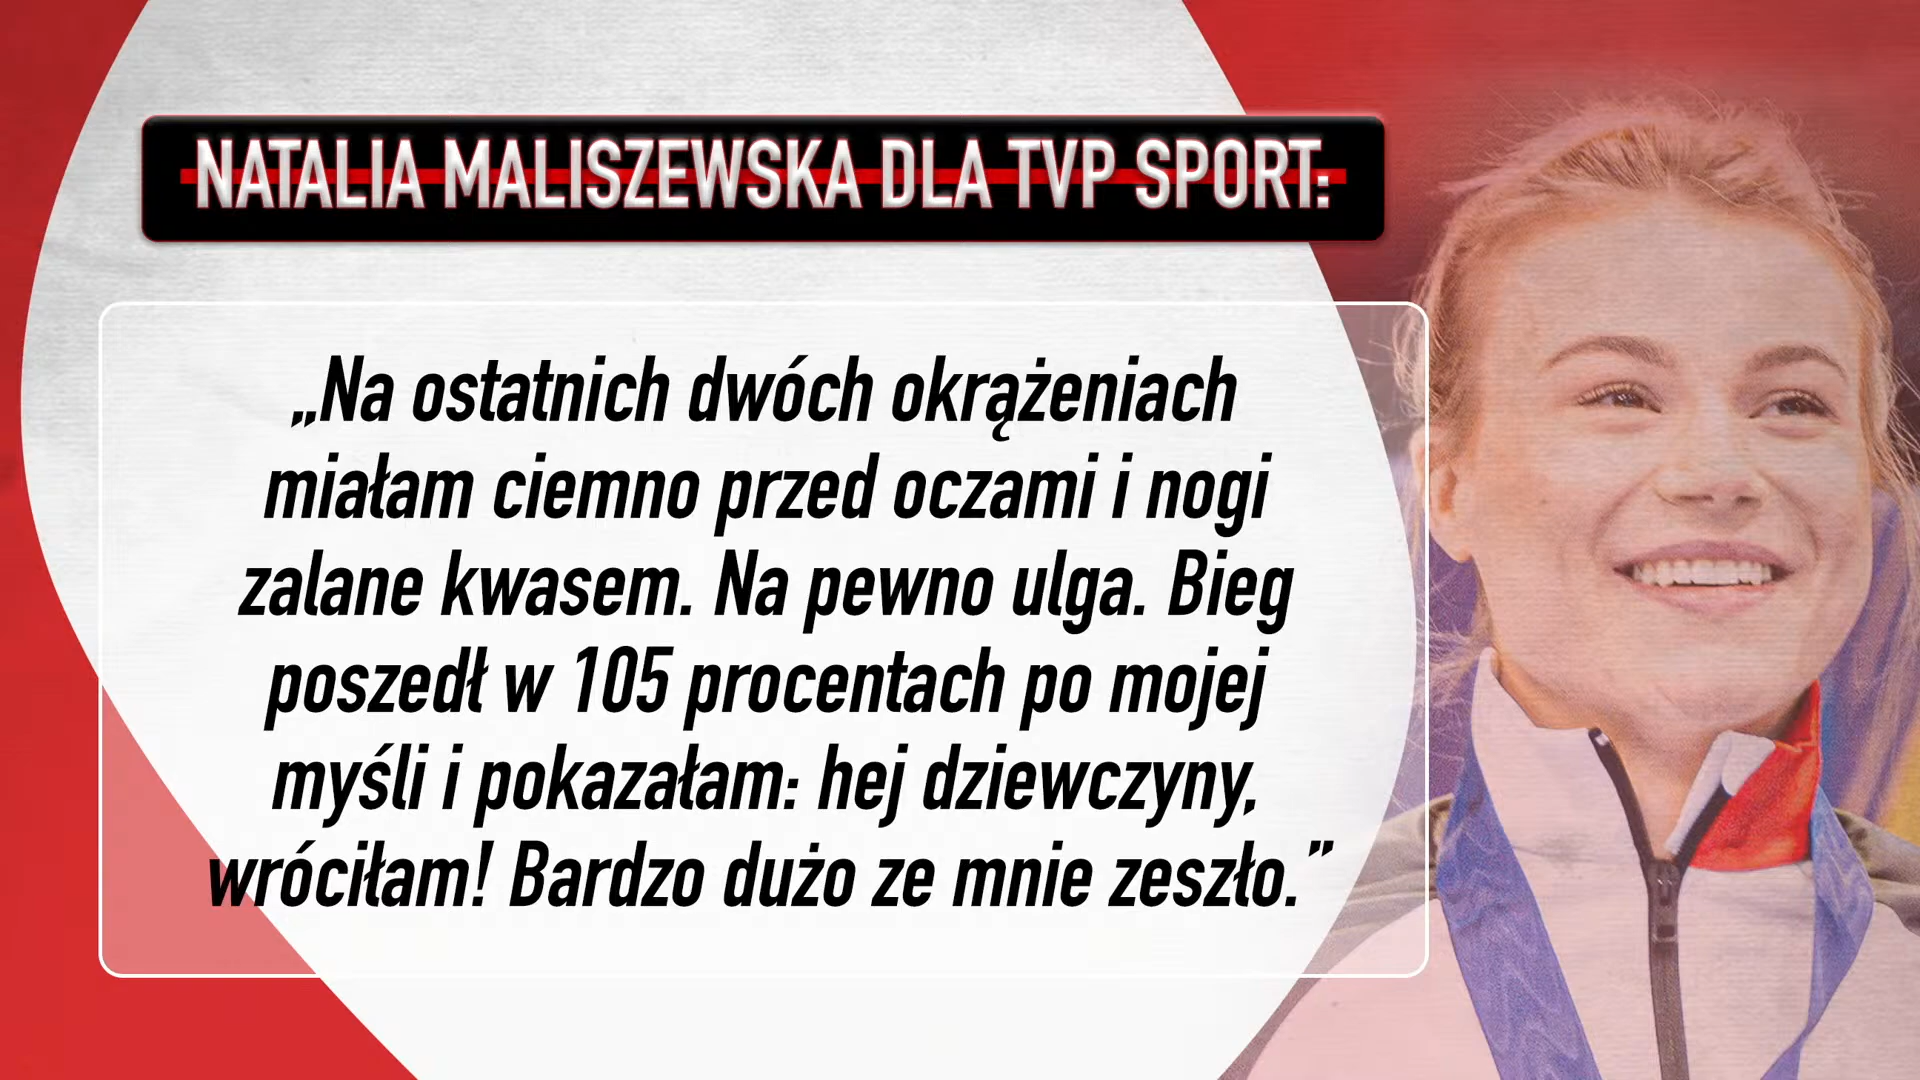 NATALIA MALISZEWSKA DLA TVP SPORT:
„Na ostatnich dwóch okrążeniach
miałam ciemno przed oczami i nogi
zalane kwasem. Na pewno ulga. Bieg
poszedł w 105 procentach po mojej
myśli i pokazałam: hej dziewczyny,
wróciłam! Bardzo dużo ze mnie zeszło.”